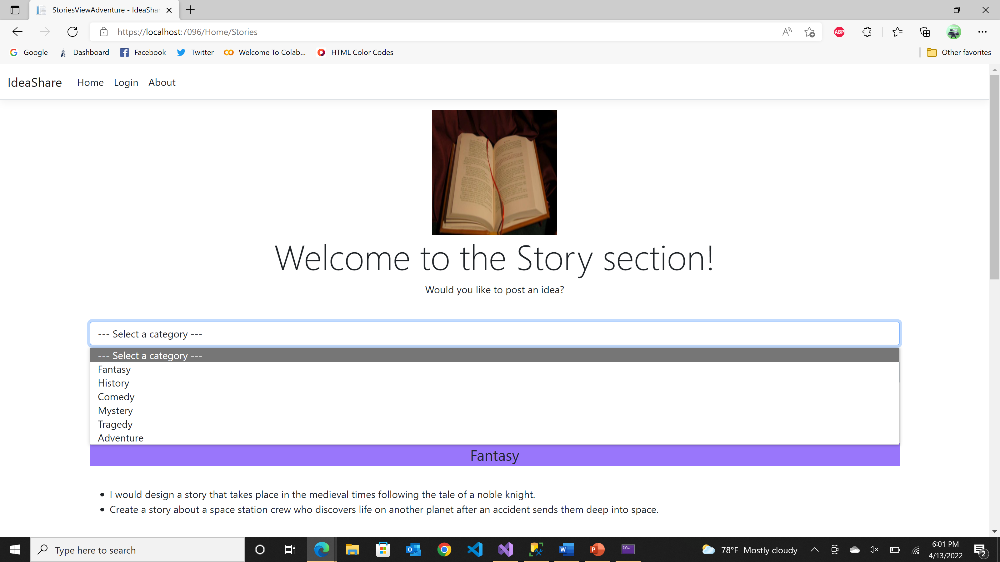 StoriesViewAdventure - IdeaShar
https://localhost:7096/Home/Stories
ABP
Google Dashboard Facebook Twitter Welcome To Colab... HTML Color Codes Other favorites
IdeaShare Home Login About
Welcome to the Story section!
Would you like to post an idea?
--- Select a category ---
--- Select a category ---
Fantasy
History
Comedy
Mystery
Tragedy
Adventure
Fantasy
• I would design a story that takes place in the medieval times following the tale of a noble knight.
• Create a story about a space station crew who discovers life on another planet after an accident sends them deep into space.
Type here to search
78°F Mostly cloudy
6:01 PM
4/13/2022
2